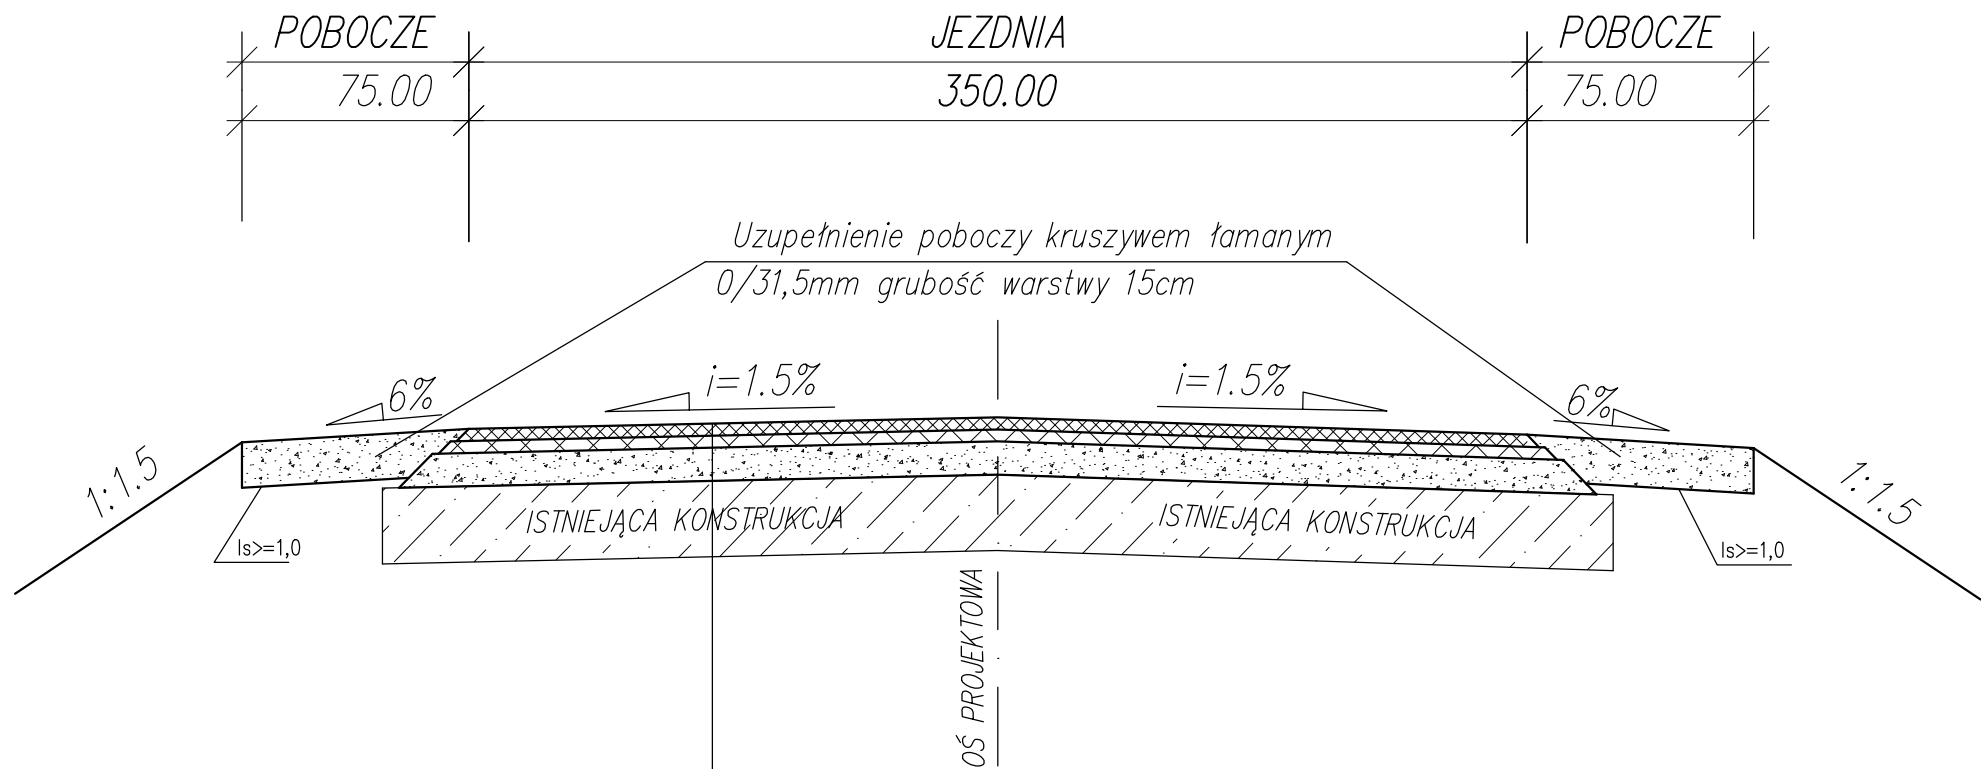 POBOCZE
JEZDNIA
POBOCZE
75.00
350.00
75.00
Uzupełnienie poboczy kruszywem łamanym
0/31,5mm grubość warstwy 15cm
6%
i=1.5%
i=1.5%
6%
1:1.5
1:1.5
ISTNIEJĄCA KONSTRUKCJA
ISTNIEJĄCA KONSTRUKCJA
Is>=1,0
Is>=1,0
OŚ PROJEKTOWA